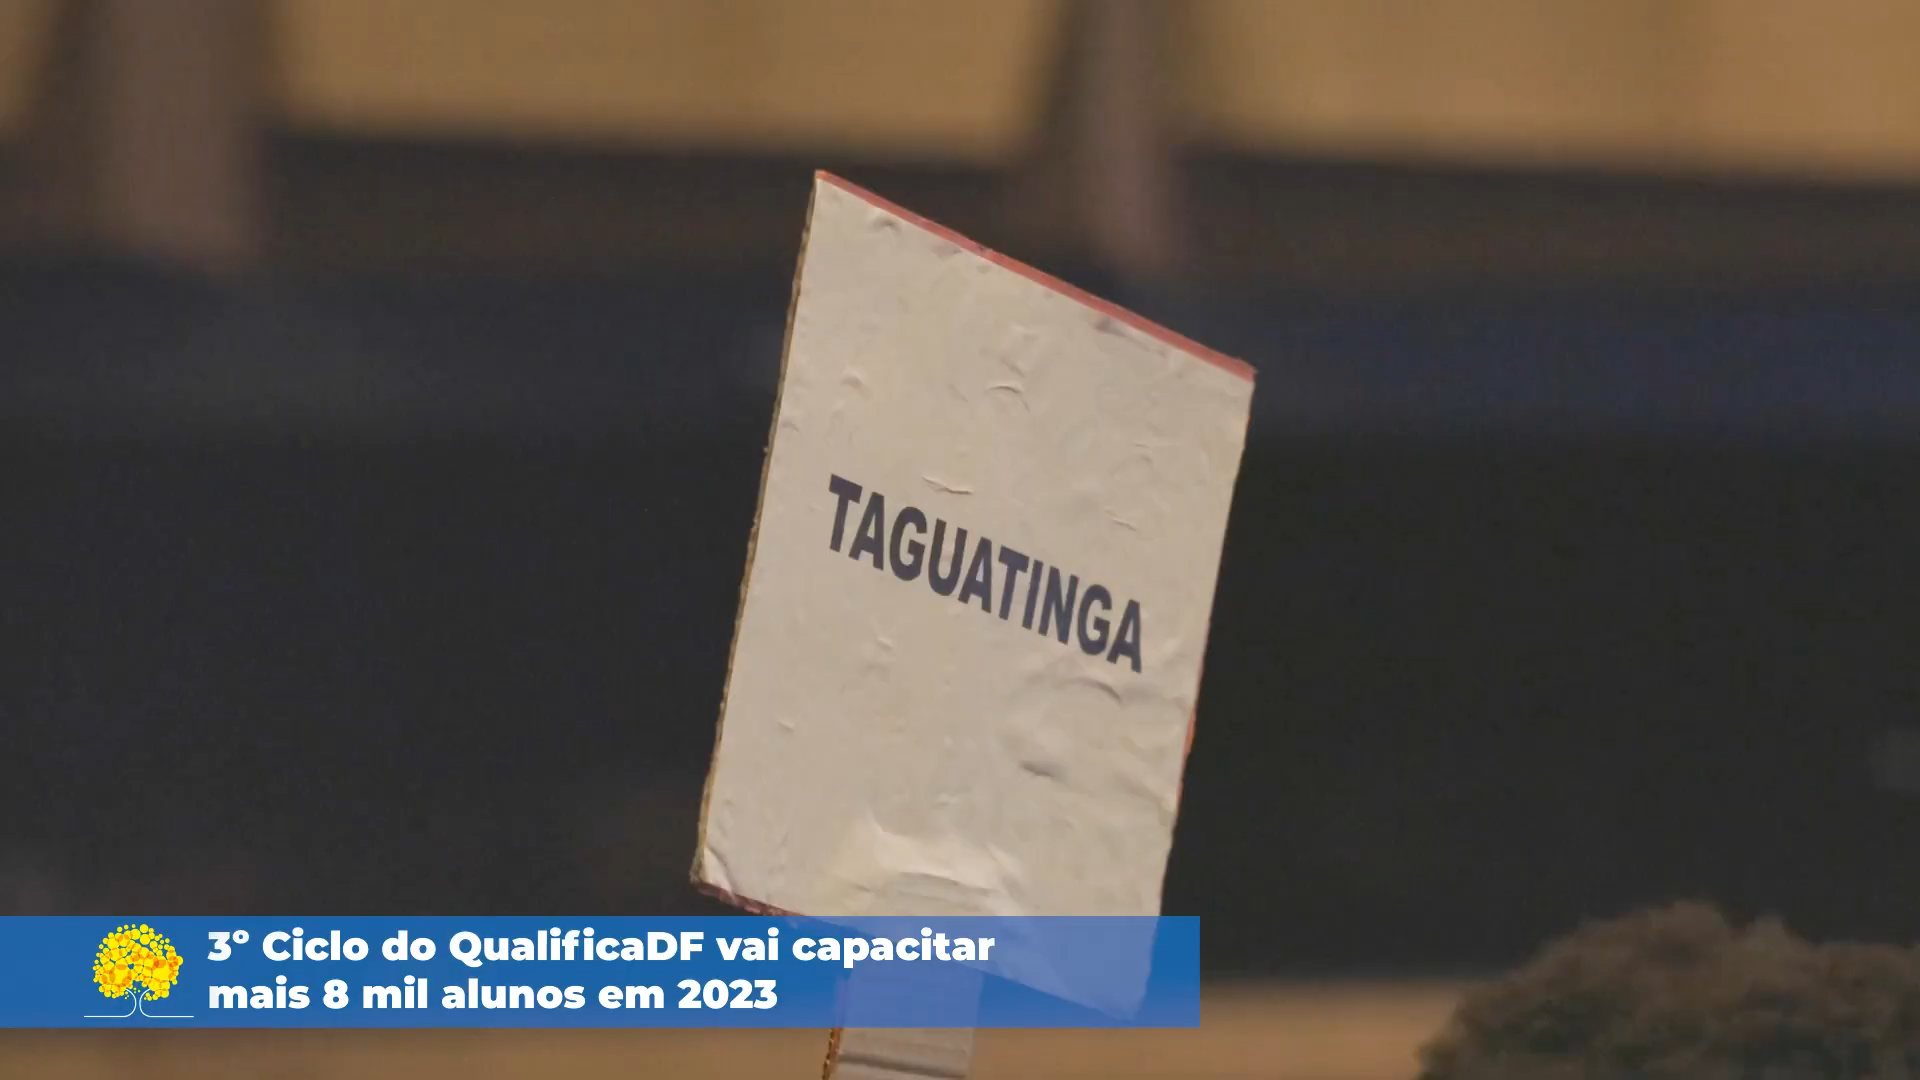 TAGUATINGA
3º Ciclo do QualificaDF vai capacitar
mais 8 mil alunos em 2023